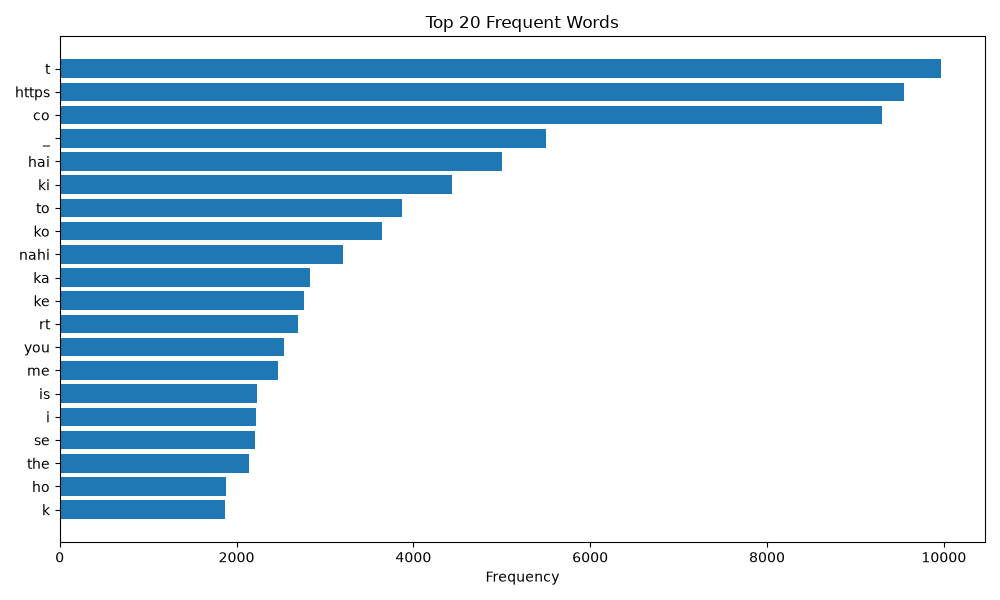 Top 20 Frequent Words
t
https
co
_
hai
ki
to
ko
nahi
ka
ke
rt
you
me
is
i
se
the
ho
k
0 2000 4000 6000 8000 10000
Frequency